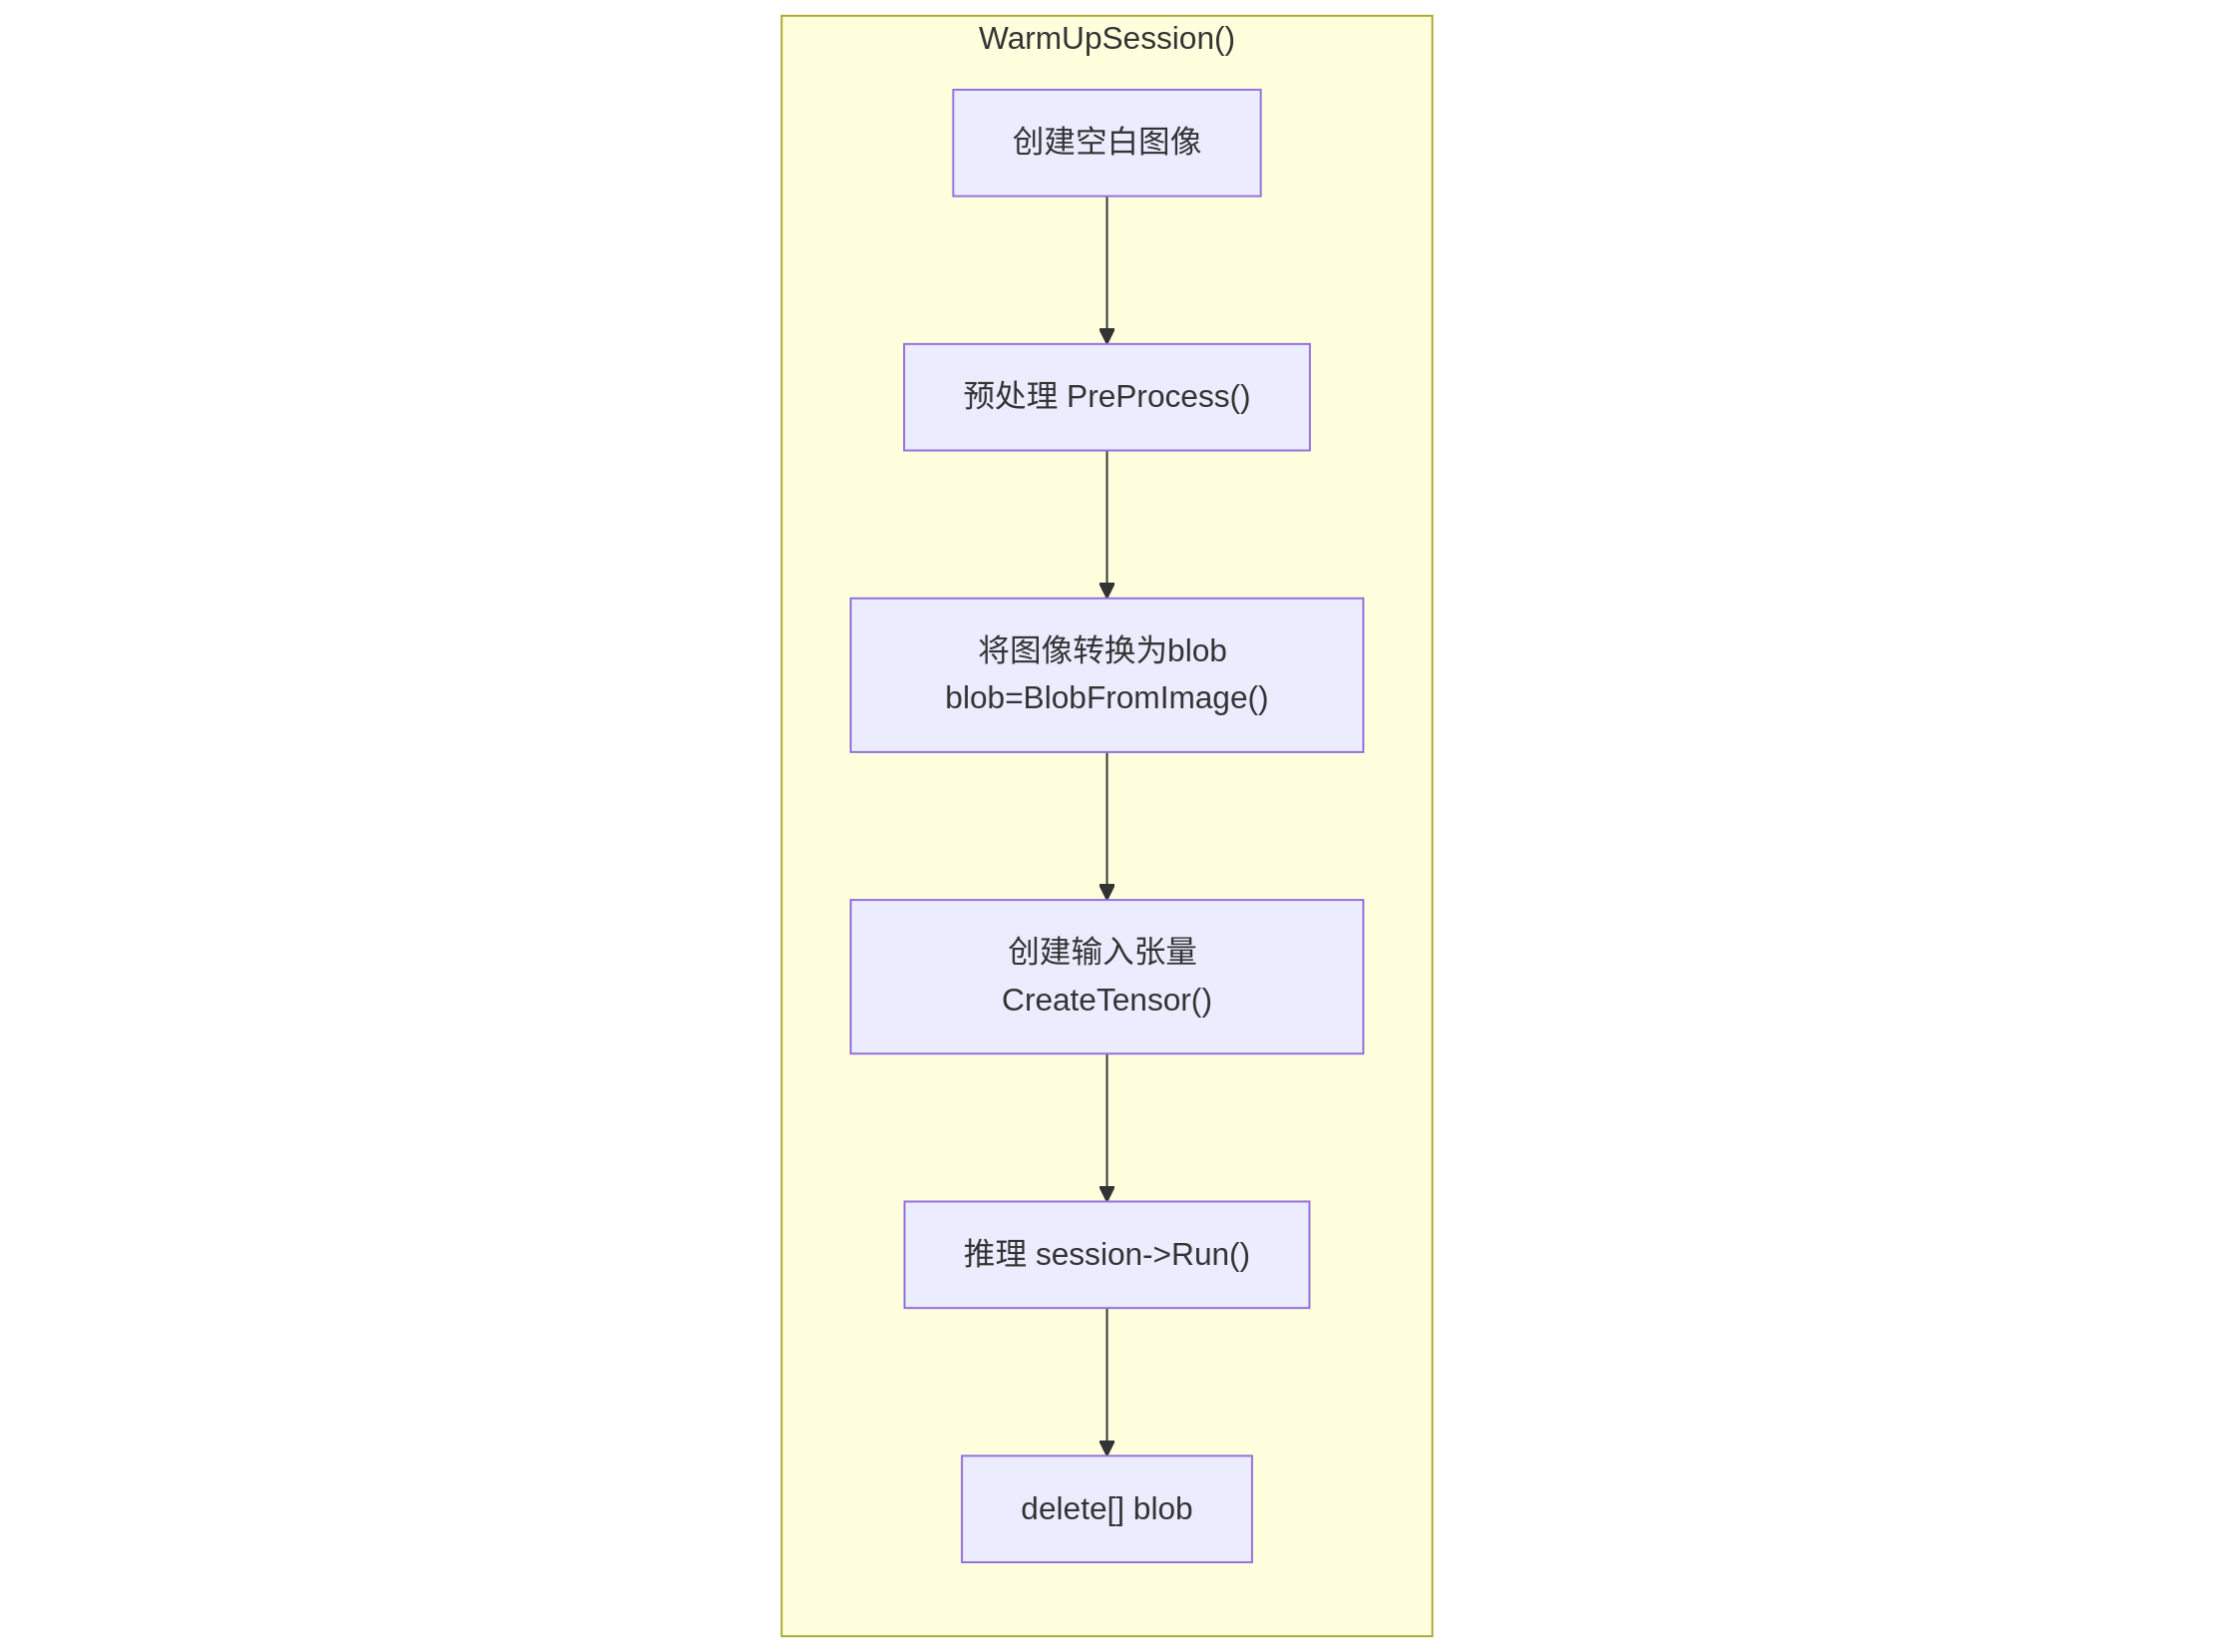 WarmUpSession()
创建空白图像
预处理 PreProcess()
将图像转换为blob
blob=BlobFromImage()
创建输入张量
CreateTensor()
推理 session->Run()
delete[] blob